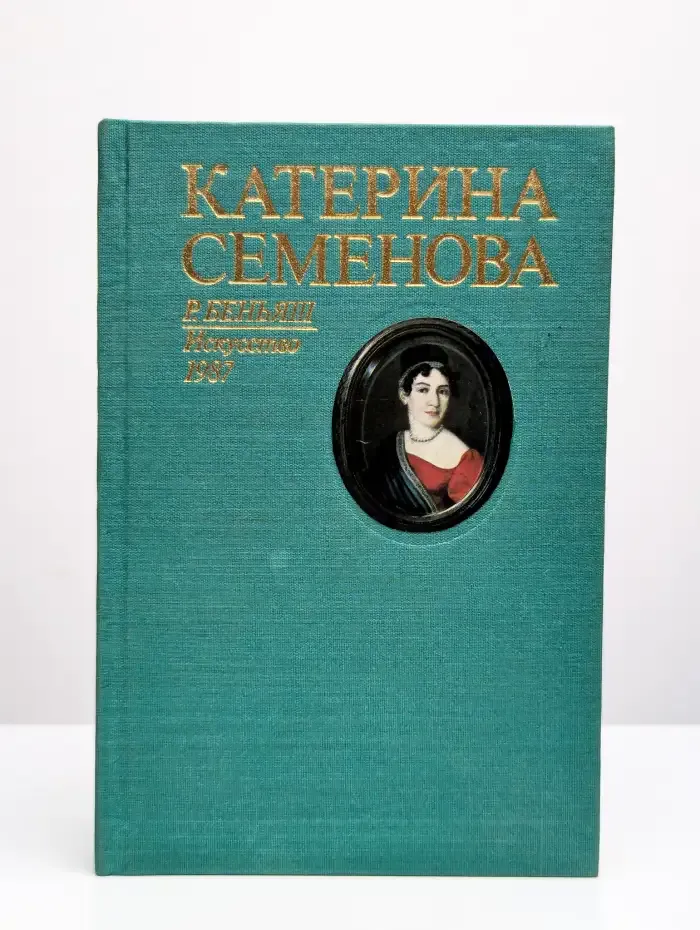 КАТЕРИНА
СЕМЕНОВА
Р. БЕНЬЯШ
Искусство
1987